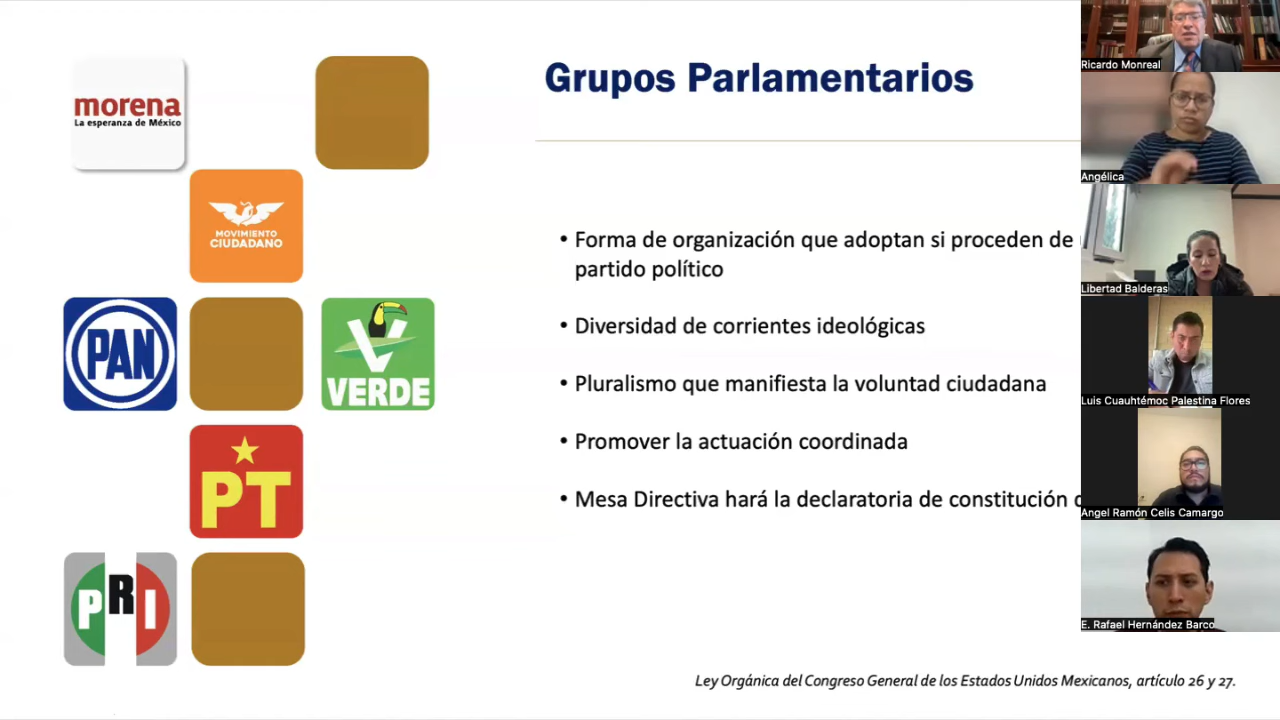 morena
La esperanza de México
MOVIMIENTO
CIUDADANO
PAN
VERDE
PT
PRI
Grupos Parlamentarios
• Forma de organización que adoptan si proceden de
partido político
• Diversidad de corrientes ideológicas
• Pluralismo que manifiesta la voluntad ciudadana
• Promover la actuación coordinada
• Mesa Directiva hará la declaratoria de constitución
Ley Orgánica del Congreso General de los Estados Unidos Mexicanos, artículo 26 y 27.
Ricardo Monreal
Angélica
Libertad Balderas
Luis Cuauhtémoc Palestina Flores
Angel Ramón Celis Camargo
E. Rafael Hernández Barco